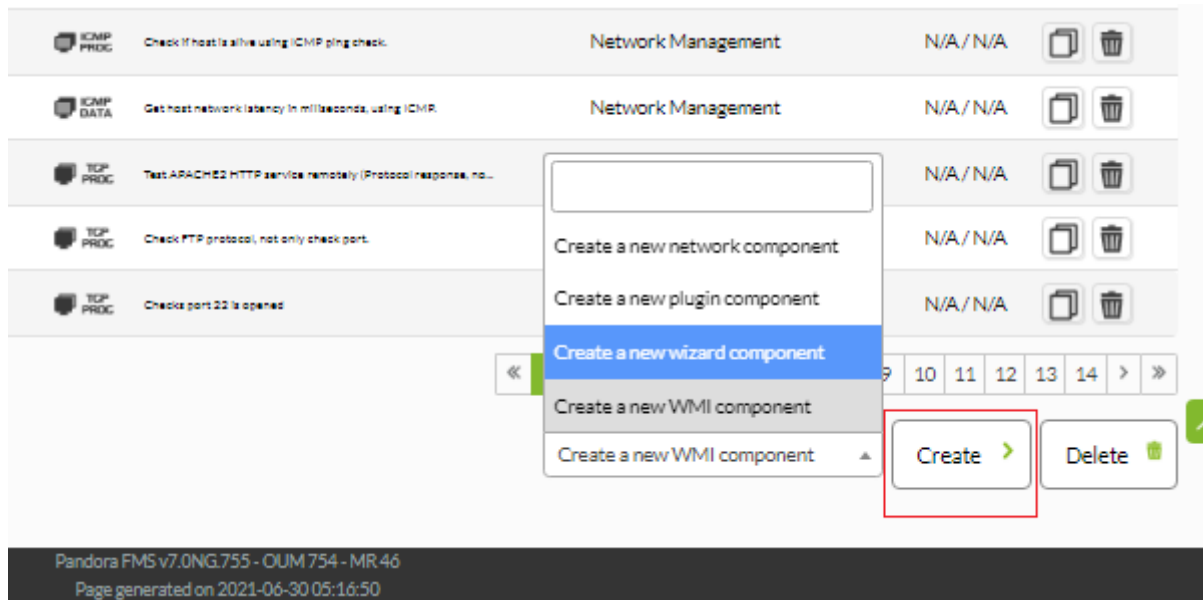 ICMP PROC Check if host is alive using ICMP ping check. Network Management N/A / N/A
ICMP DATA Get host network latency in miliseconds, using ICMP. Network Management N/A / N/A
TCP PROC Test APACHE2 HTTP service remotely (Protocol response, no... N/A / N/A
Create a new network component
TCP PROC Check FTP protocol, not only check port. N/A / N/A
Create a new plugin component
TCP PROC Checks port 22 is opened N/A / N/A
Create a new wizard component
« 9 10 11 12 13 14 > »
Create a new WMI component
Create a new WMI component Create > Delete
Pandora FMS v7.0NG.755 - OUM 754 - MR 46
Page generated on 2021-06-30 05:16:50